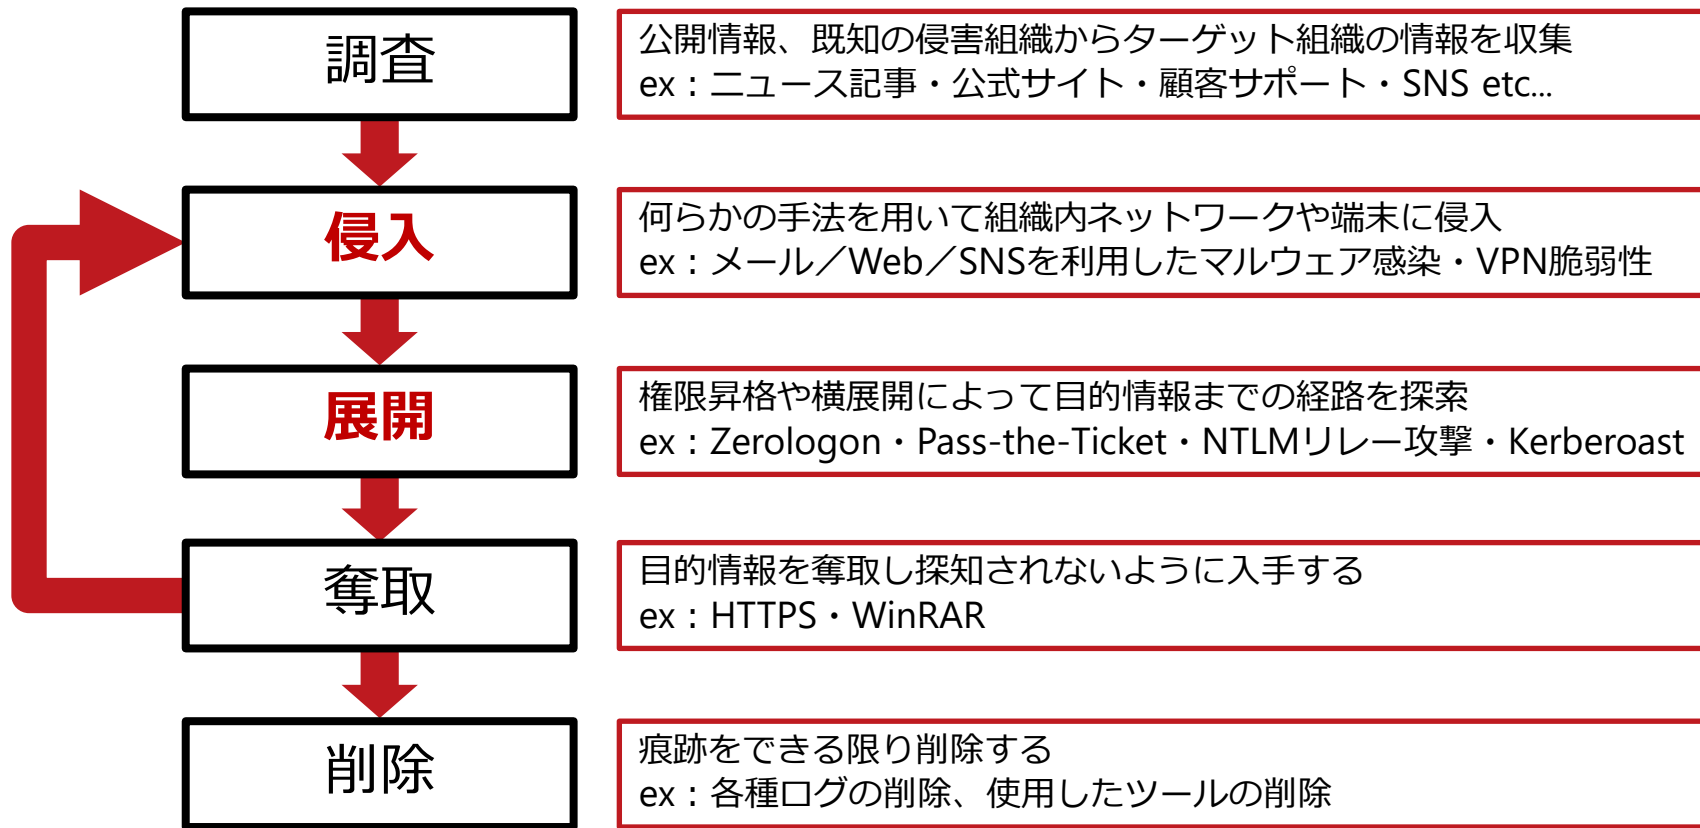 調査
公開情報、既知の侵害組織からターゲット組織の情報を収集
ex：ニュース記事・公式サイト・顧客サポート・SNS etc...
侵入
何らかの手法を用いて組織内ネットワークや端末に侵入
ex：メール／Web／SNSを利用したマルウェア感染・VPN脆弱性
展開
権限昇格や横展開によって目的情報までの経路を探索
ex：Zerologon・Pass-the-Ticket・NTLMリレー攻撃・Kerberoast
奪取
目的情報を奪取し探知されないように入手する
ex：HTTPS・WinRAR
削除
痕跡をできる限り削除する
ex：各種ログの削除、使用したツールの削除